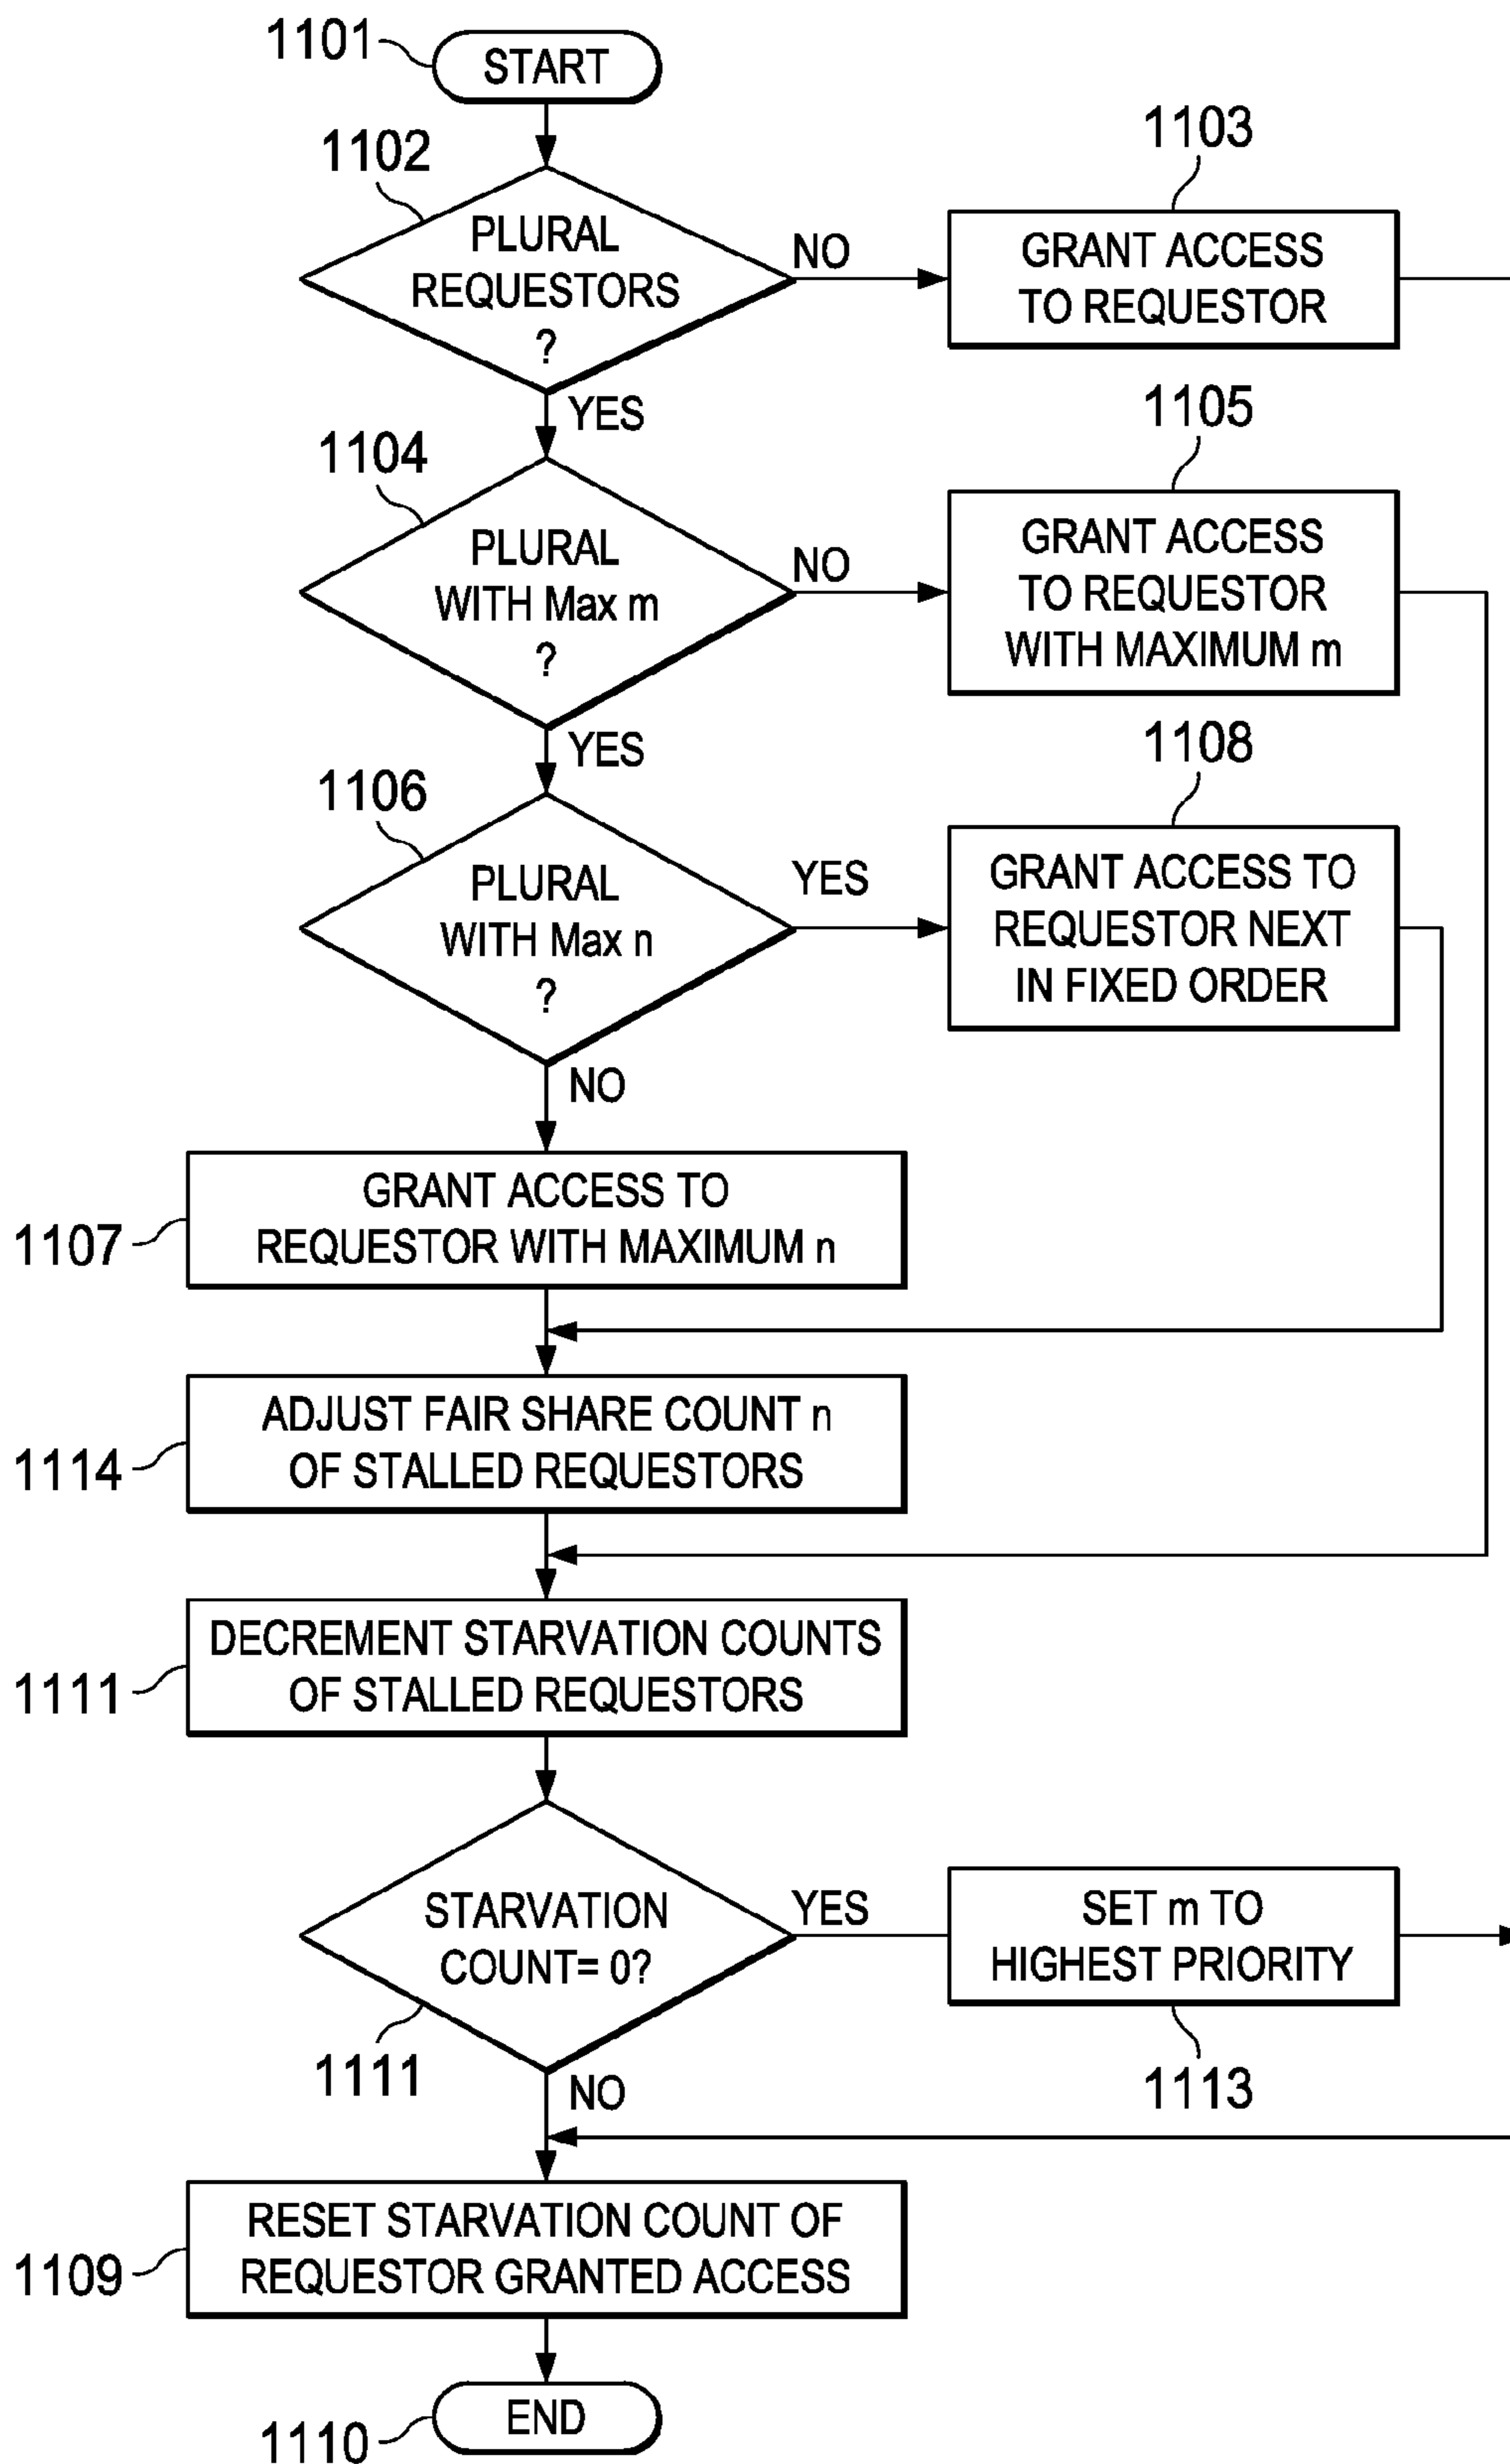 1101
START
1102
PLURAL
REQUESTORS
?
NO
1103
GRANT ACCESS
TO REQUESTOR
YES
1104
PLURAL
WITH Max m
?
NO
1105
GRANT ACCESS
TO REQUESTOR
WITH MAXIMUM m
YES
1106
PLURAL
WITH Max n
?
YES
1108
GRANT ACCESS TO
REQUESTOR NEXT
IN FIXED ORDER
NO
1107
GRANT ACCESS TO
REQUESTOR WITH MAXIMUM n
1114
ADJUST FAIR SHARE COUNT n
OF STALLED REQUESTORS
1111
DECREMENT STARVATION COUNTS
OF STALLED REQUESTORS
STARVATION
COUNT= 0?
1111
YES
SET m TO
HIGHEST PRIORITY
1113
NO
1109
RESET STARVATION COUNT OF
REQUESTOR GRANTED ACCESS
1110
END